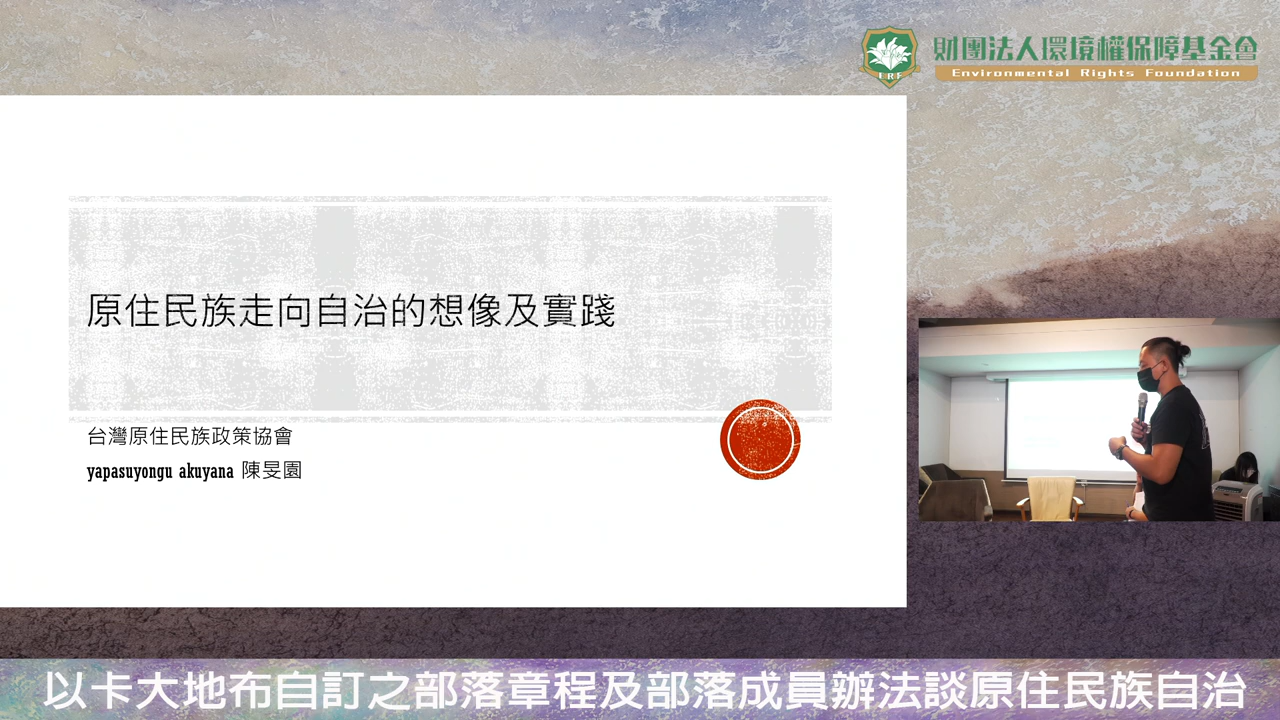 財團法人環境權保障基金會
ERF
Environmental Rights Foundation
原住民族走向自治的想像及實踐
台灣原住民族政策協會
yapasuyongu akuyana 陳旻園
以卡大地布自訂之部落章程及部落成員辦法談原住民族自治